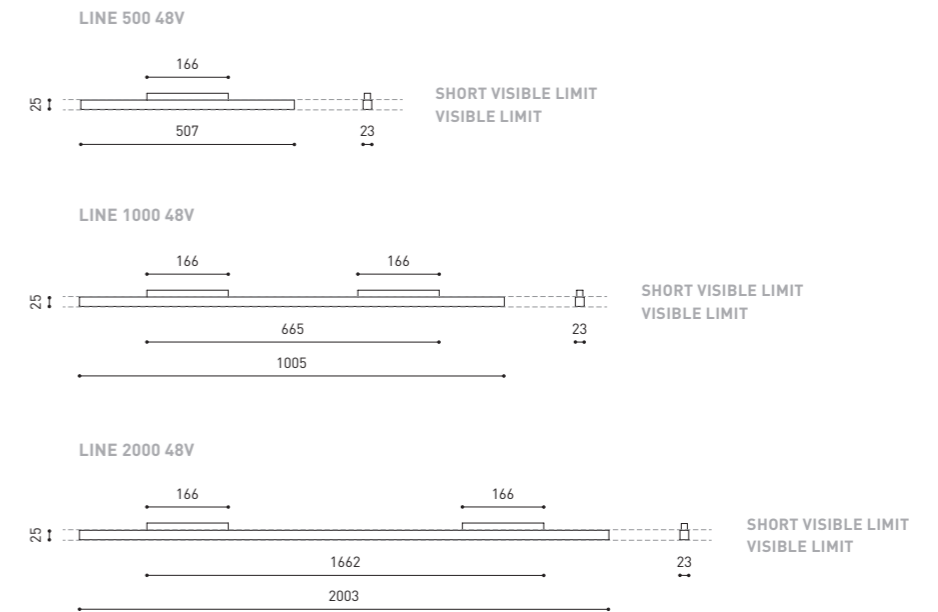 LINE 500 48V
166
25
SHORT VISIBLE LIMIT
VISIBLE LIMIT
507
23
LINE 1000 48V
166
166
25
SHORT VISIBLE LIMIT
VISIBLE LIMIT
665
23
1005
LINE 2000 48V
166
166
25
SHORT VISIBLE LIMIT
VISIBLE LIMIT
1662
23
2003